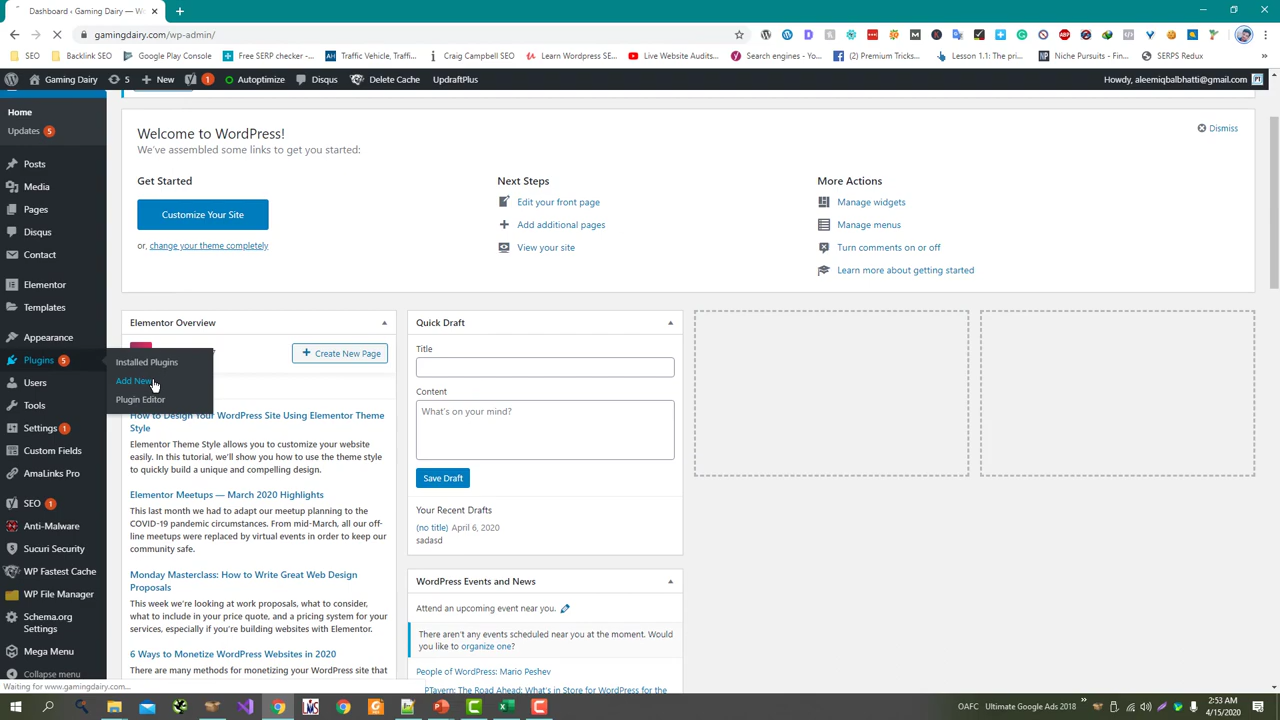 Dashboard ‹ Gaming Dairy — W
gamingdairy.com/wp-admin/
SEO
Backlink SEO
Google Play Console
Free SERP checker -...
Traffic Vehicle, Traffi...
Craig Campbell SEO
Learn Wordpress SE...
Live Website Audits...
Search engines - Yo...
(2) Premium Tricks...
Lesson 1.1: The pri...
Niche Pursuits - Fin...
SERPS Redux
»
Gaming Dairy
5
New
1
Autoptimize
Disqus
Delete Cache
UpdraftPlus
Howdy, aleemiqbalbhatti@gmail.com
Home
Updates 5
Posts
Media
Pages
Disqus
Contact
Elementor
Templates
Appearance
Plugins 5
Users
Tools
Settings 1
Custom Fields
AmaLinks Pro
SEO 1
Anti-Malware
Sucuri Security
WP Fastest Cache
WP File Manager
Schema.org
Settings
Mega Menu
Collapse menu
Installed Plugins
Add New
Plugin Editor
Welcome to WordPress!
We've assembled some links to get you started:
Dismiss
Get Started
Customize Your Site
or, change your theme completely
Next Steps
Edit your front page
Add additional pages
View your site
More Actions
Manage widgets
Manage menus
Turn comments on or off
Learn more about getting started
Elementor Overview
Create New Page
How to Design Your WordPress Site Using Elementor Theme
Style
Elementor Theme Style allows you to customize your website
easily. In this tutorial, we'll show you how to use the theme style
to quickly build a unique and compelling design.
Elementor Meetups — March 2020 Highlights
This last month we had to adapt our meetup planning to the
COVID-19 pandemic circumstances. From mid-March, all our off-
line meetups were replaced by virtual events in order to keep our
community safe.
Monday Masterclass: How to Write Great Web Design
Proposals
This week we're looking at work proposals, what to consider,
what to include in your price quote, and a pricing system for your
services, especially if you're building websites with Elementor.
6 Ways to Monetize WordPress Websites in 2020
There are many methods for monetizing your WordPress site that
Quick Draft
Title
Content
What's on your mind?
Save Draft
Your Recent Drafts
(no title) April 6, 2020
sadasd
WordPress Events and News
Attend an upcoming event near you.
There aren't any events scheduled near you at the moment. Would
you like to organize one?
People of WordPress: Mario Peshev
PTavern: The Road Ahead: What's in Store for WordPress for the
Waiting for www.gamingdairy.com...
OAFC
Ultimate Google Ads 2018
»
2:53 AM
4/15/2020